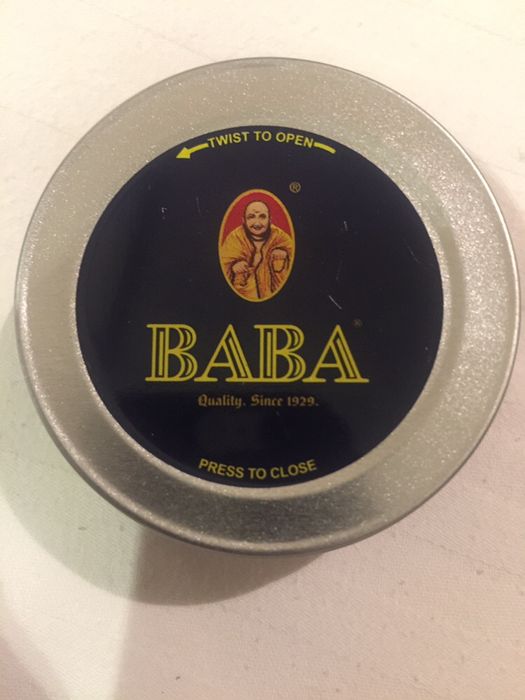 TWIST TO OPEN
®
BABA®
Quality. Since 1929.
PRESS TO CLOSE